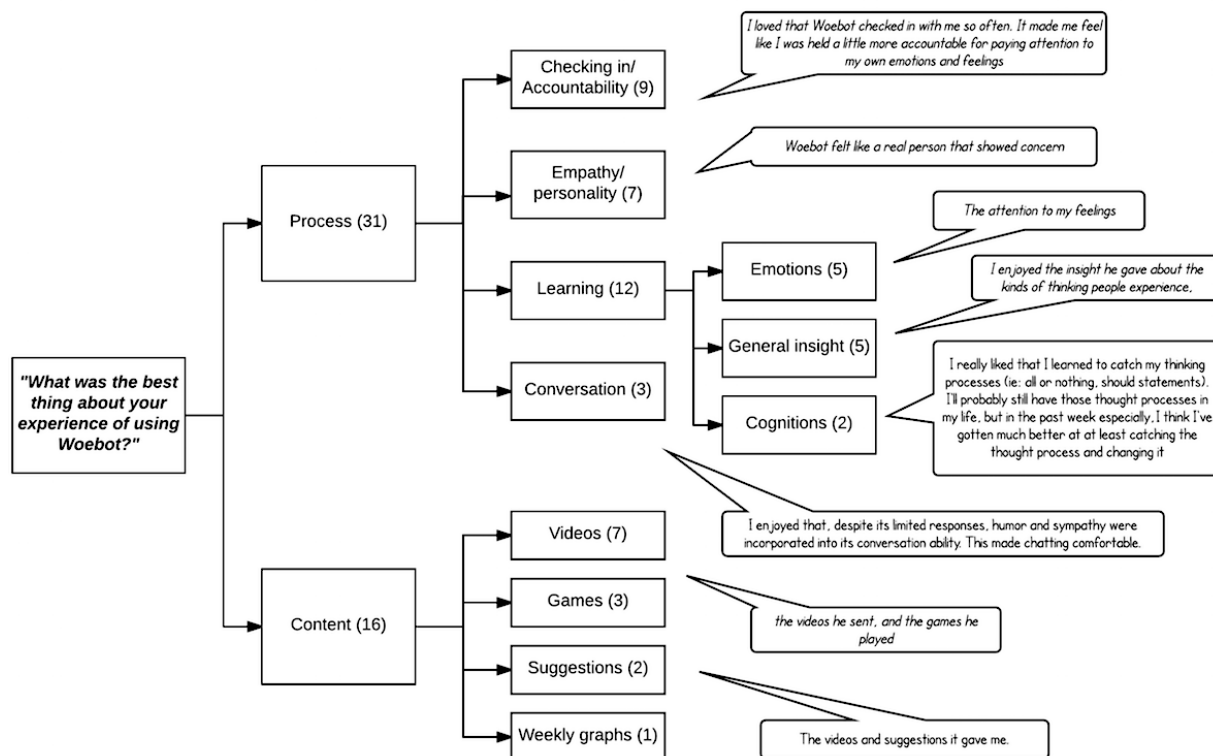 "What was the best
thing about your
experience of using
Woebot?"
Process (31)
Checking in/
Accountability (9)
I loved that Woebot checked in with me so often. It made me feel
like I was held a little more accountable for paying attention to
my own emotions and feelings
Empathy/
personality (7)
Woebot felt like a real person that showed concern
Learning (12)
Emotions (5)
The attention to my feelings
General insight (5)
I enjoyed the insight he gave about the
kinds of thinking people experience,
Cognitions (2)
I really liked that I learned to catch my thinking
processes (ie: all or nothing, should statements).
I'll probably still have those thought processes in
my life, but in the past week especially, I think I've
gotten much better at at least catching the
thought process and changing it
Conversation (3)
I enjoyed that, despite its limited responses, humor and sympathy were
incorporated into its conversation ability. This made chatting comfortable.
Content (16)
Videos (7)
the videos he sent, and the games he
played
Games (3)
Suggestions (2)
The videos and suggestions it gave me.
Weekly graphs (1)